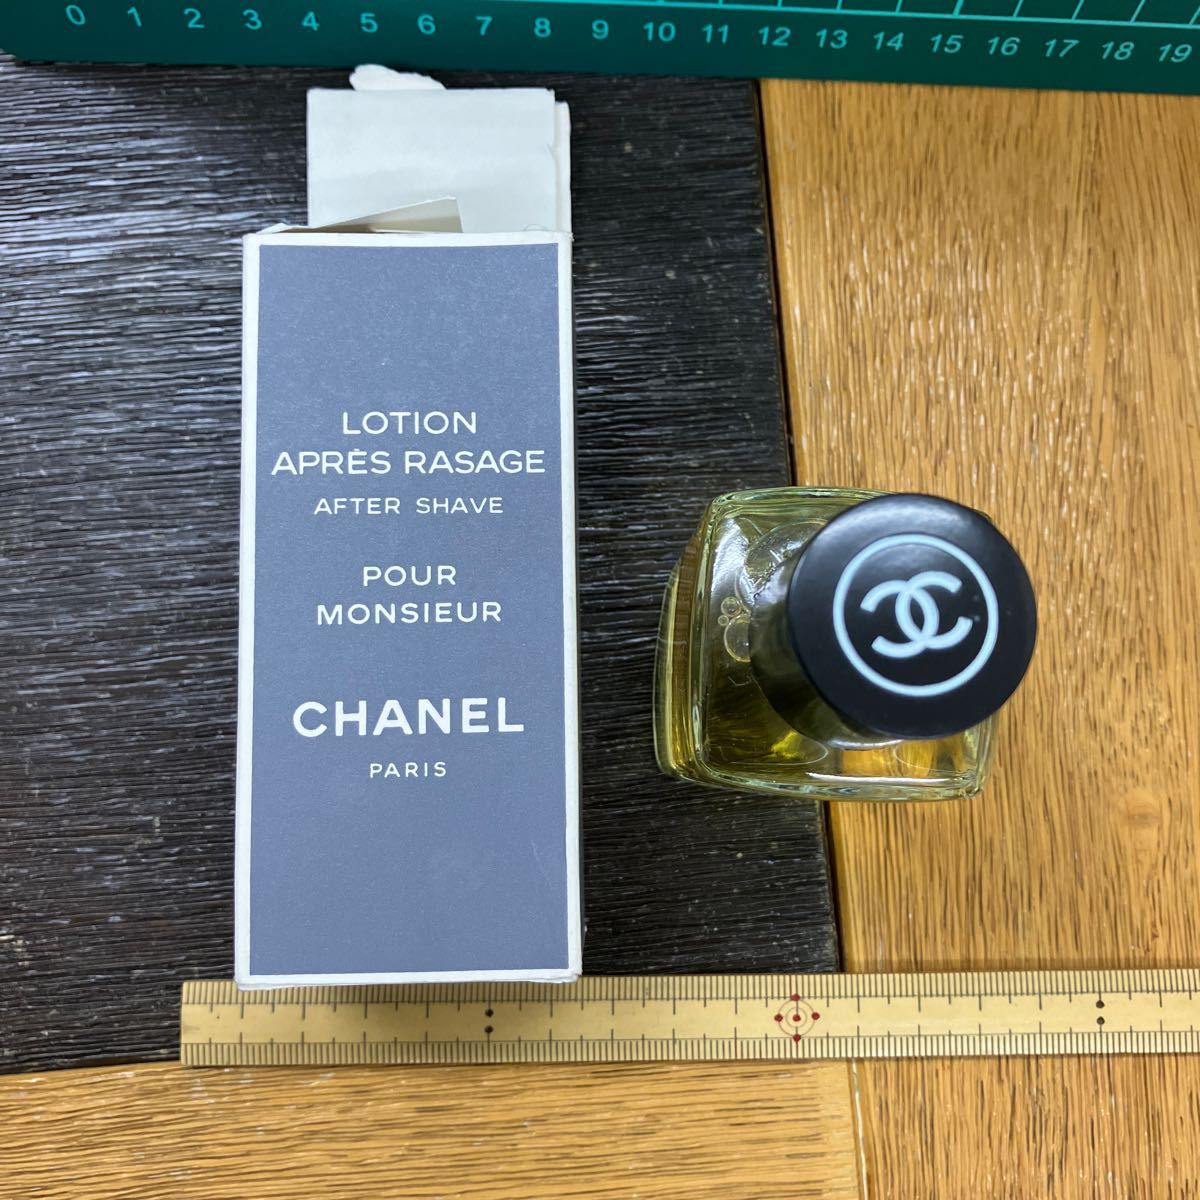 0 1 2 3 4 5 6 7 8 9 10 11 12 13 14 15 16 17 18 19
LOTION
APRÈS RASAGE
AFTER SHAVE
POUR
MONSIEUR
CHANEL
PARIS